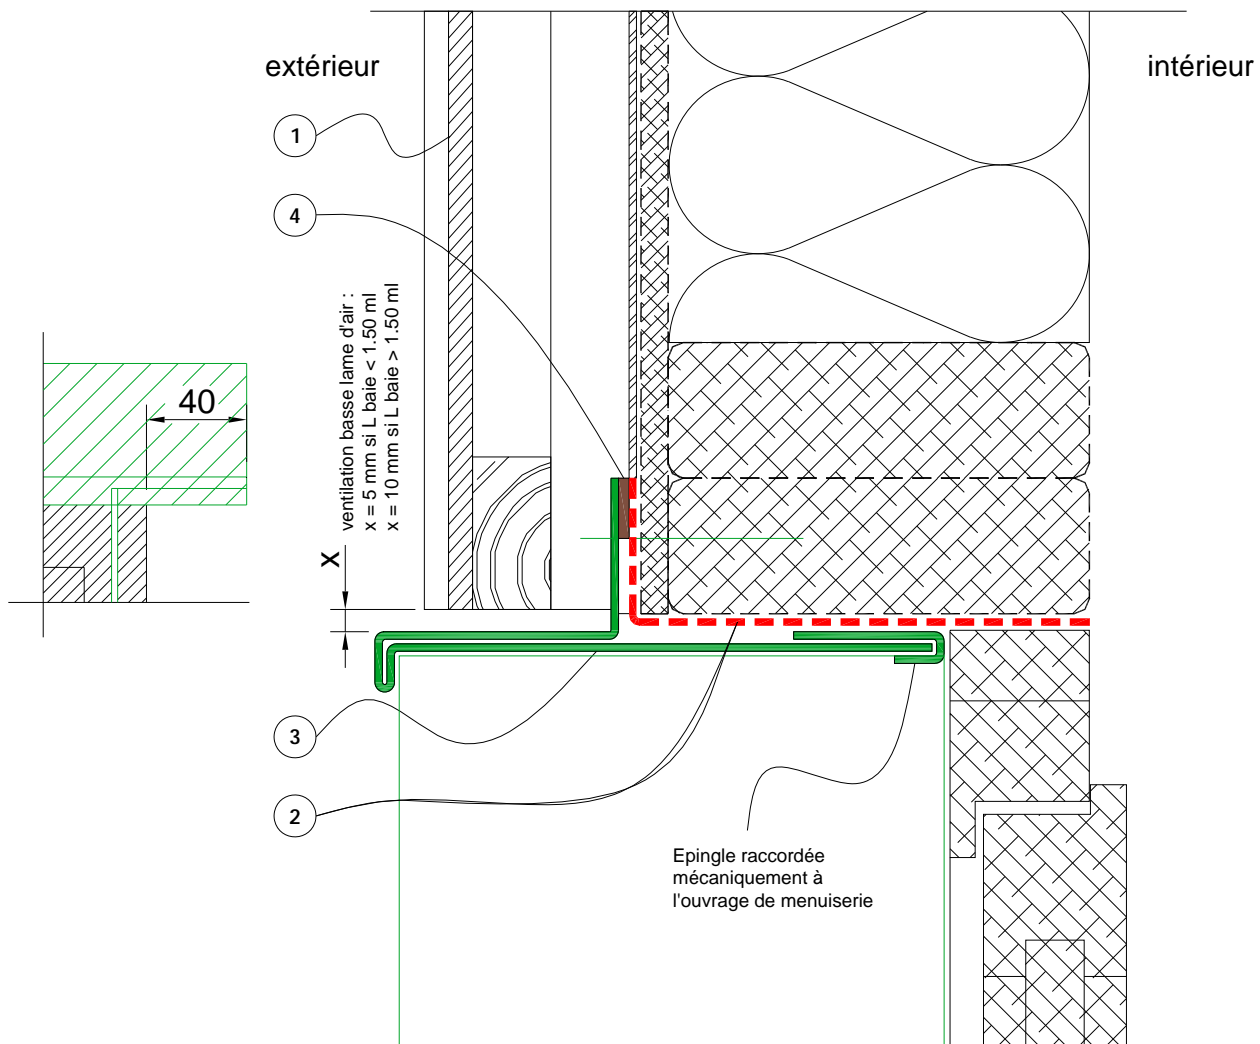 extérieur
intérieur
1
4
ventilation basse lame d'air :
x = 5 mm si L baie < 1.50 ml
x = 10 mm si L baie > 1.50 ml
40
X
3
2
Epingle raccordée
mécaniquement à
l'ouvrage de menuiserie